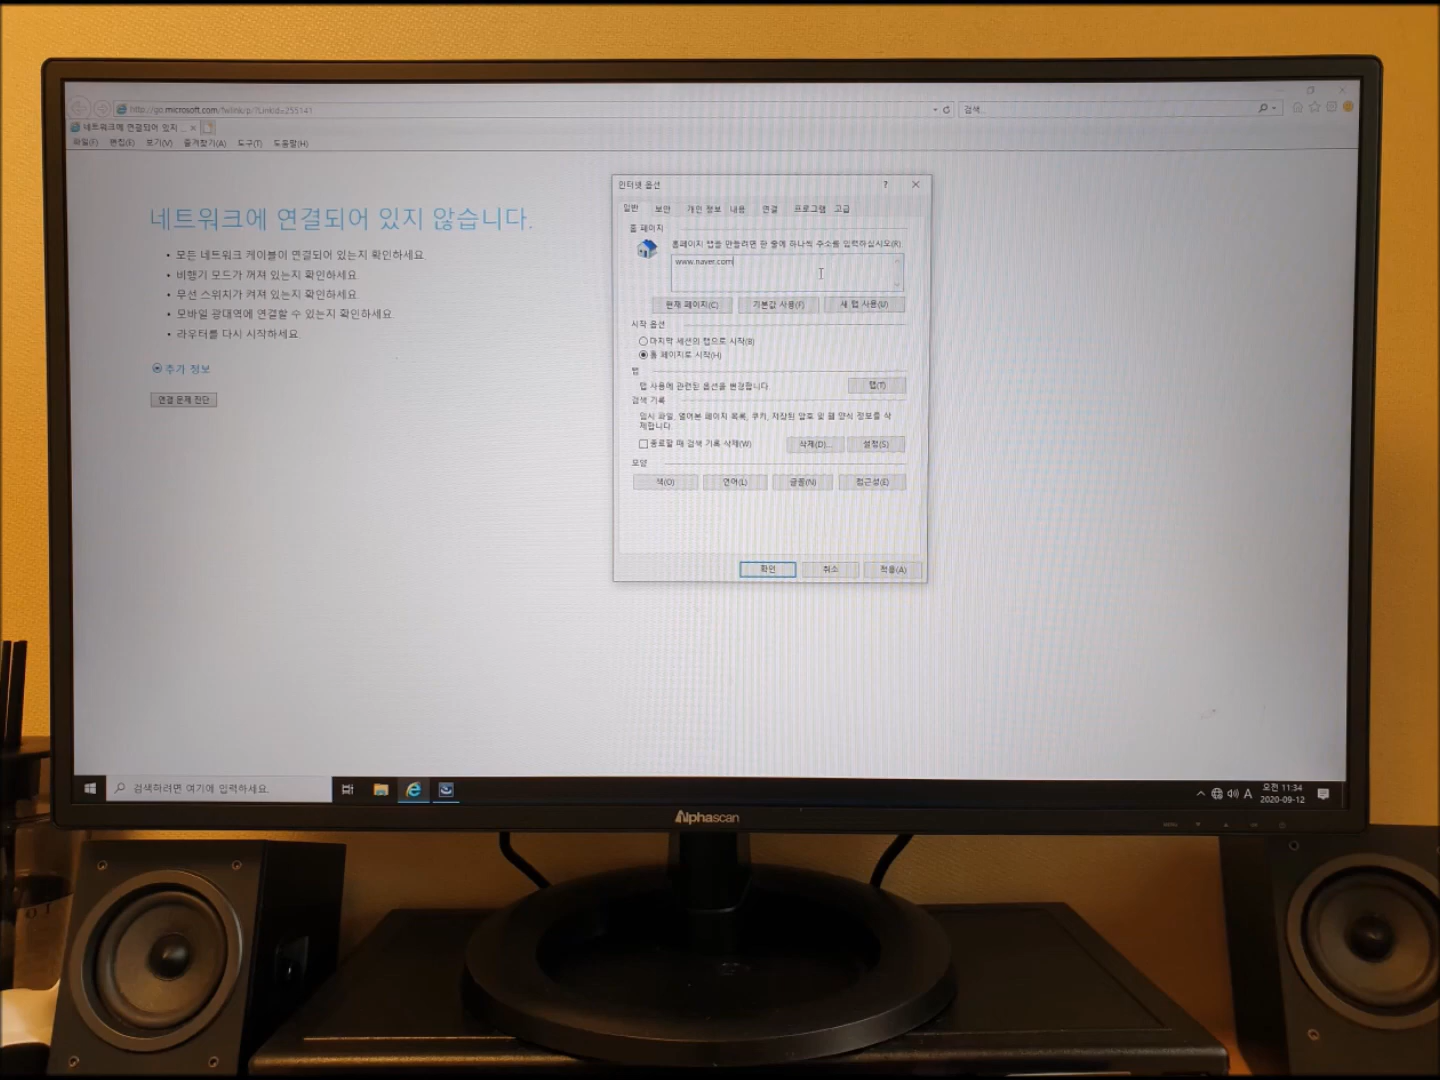 http://go.microsoft.com/fwlink/p/?LinkId=255141
검색...
네트워크에 연결되어 있지 ...
파일(F) 편집(E) 보기(V) 즐겨찾기(A) 도구(T) 도움말(H)
네트워크에 연결되어 있지 않습니다.
• 모든 네트워크 케이블이 연결되어 있는지 확인하세요.
• 비행기 모드가 꺼져 있는지 확인하세요.
• 무선 스위치가 켜져 있는지 확인하세요.
• 모바일 광대역에 연결할 수 있는지 확인하세요.
• 라우터를 다시 시작하세요.
추가 정보
연결 문제 진단
인터넷 옵션
일반 보안 개인 정보 내용 연결 프로그램 고급
홈 페이지
홈페이지 탭을 만들려면 한 줄에 하나씩 주소를 입력하십시오(R)
www.naver.com
현재 페이지(C) 기본값 사용(F) 새 탭 사용(U)
시작 옵션
마지막 세션의 탭으로 시작(B)
홈 페이지로 시작(H)
탭
탭 사용에 관련된 옵션을 변경합니다. 탭(T)
검색 기록
임시 파일, 열어본 페이지 목록, 쿠키, 저장된 암호 및 웹 양식 정보를 삭
제합니다.
종료할 때 검색 기록 삭제(W) 삭제(D)... 설정(S)
모양
색(O) 언어(L) 글꼴(N) 접근성(E)
확인 취소 적용(A)
검색하려면 여기에 입력하세요.
A
오전 11:34
2020-09-12
Alphascan
MENU